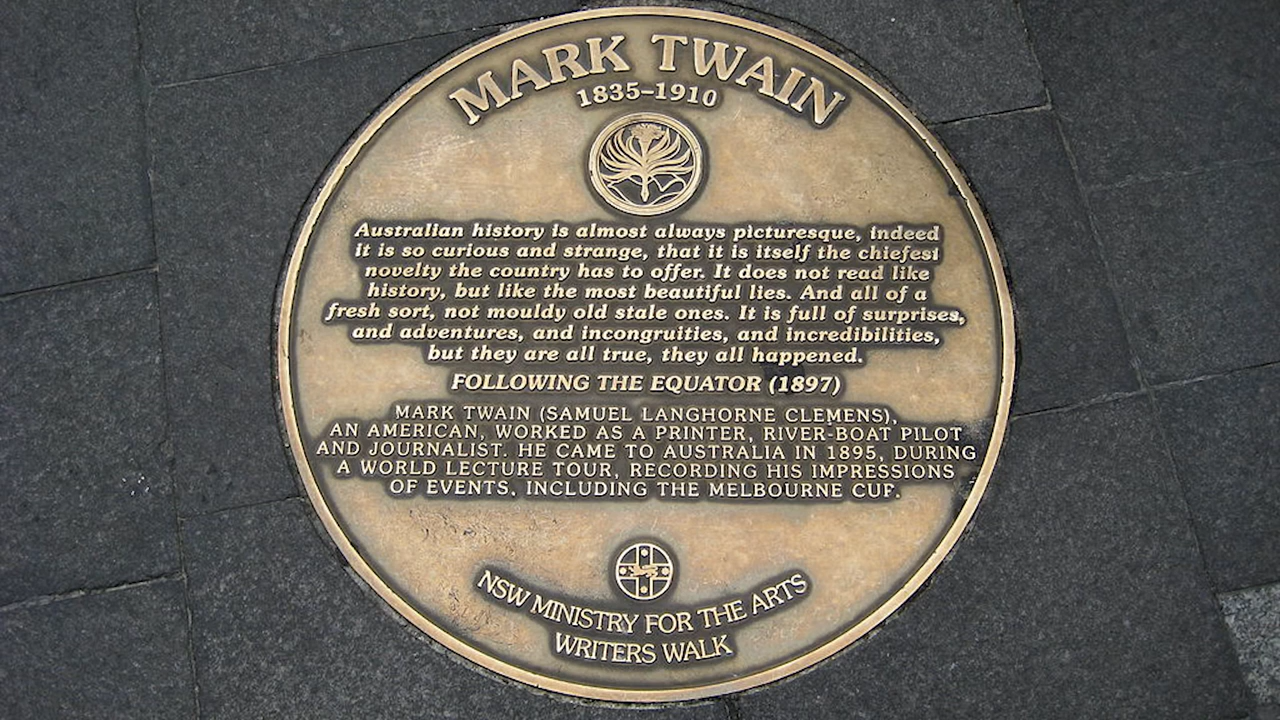 MARK TWAIN
1835–1910
Australian history is almost always picturesque, indeed
it is so curious and strange, that it is itself the chiefest
novelty the country has to offer. It does not read like
history, but like the most beautiful lies. And all of a
fresh sort, not mouldy old stale ones. It is full of surprises,
and adventures, and incongruities, and incredibilities,
but they are all true, they all happened.
FOLLOWING THE EQUATOR (1897)
MARK TWAIN (SAMUEL LANGHORNE CLEMENS),
AN AMERICAN, WORKED AS A PRINTER, RIVER-BOAT PILOT
AND JOURNALIST. HE CAME TO AUSTRALIA IN 1895, DURING
A WORLD LECTURE TOUR, RECORDING HIS IMPRESSIONS
OF EVENTS, INCLUDING THE MELBOURNE CUP.
NSW MINISTRY FOR THE ARTS
WRITERS WALK